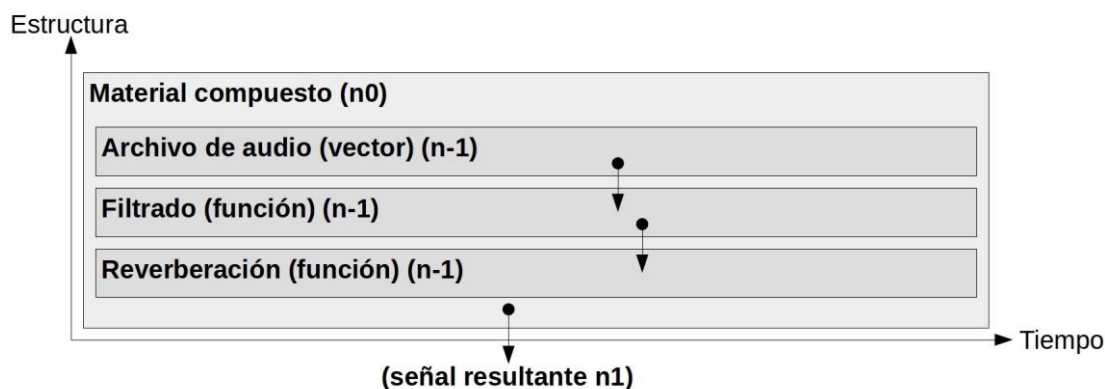 Estructura
Material compuesto (n0)
Archivo de audio (vector) (n-1)
Filtrado (función) (n-1)
Reverberación (función) (n-1)
Tiempo
(señal resultante n1)